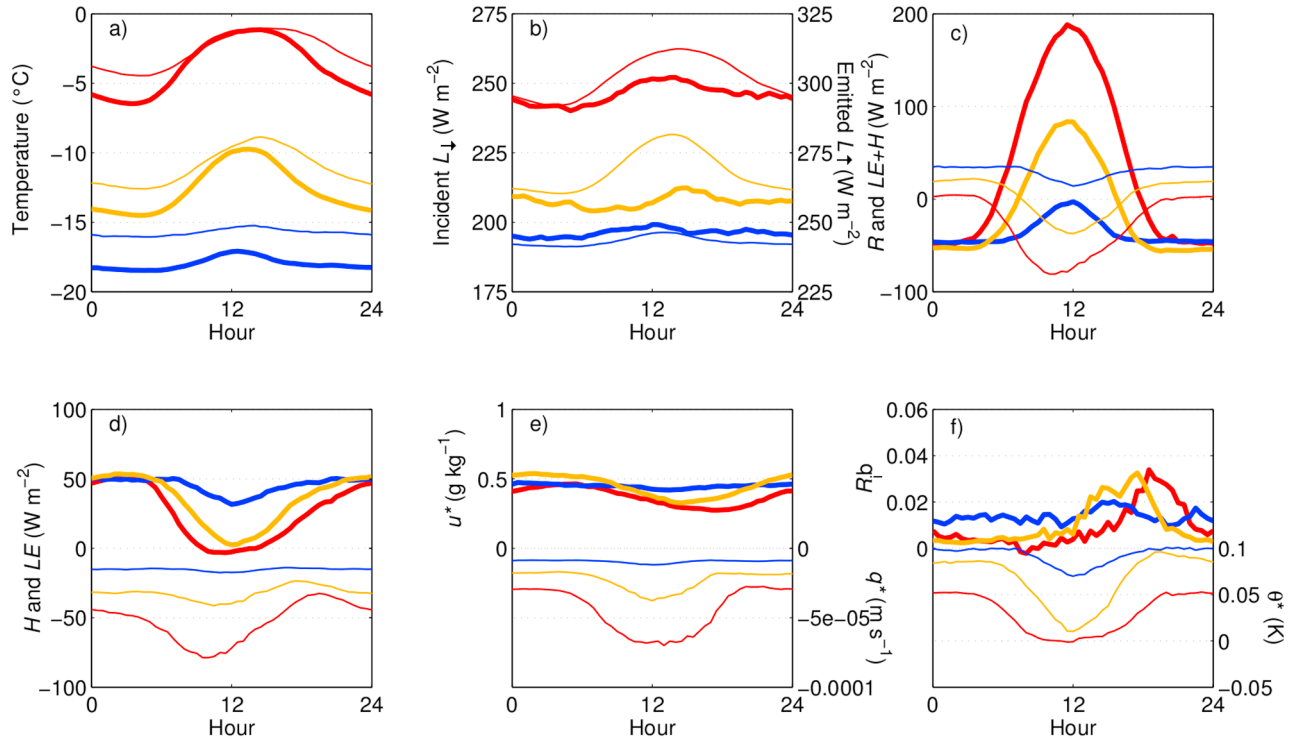 a)
0
−5
−10
−15
−20
Temperature (°C)
0 12 24
Hour
b)
275
250
225
200
175
Incident L↓ (W m−2)
325
300
275
250
225
Emitted L↑ (W m−2)
0 12 24
Hour
c)
200
100
0
−100
R and LE+H (W m−2)
0 12 24
Hour
d)
100
50
0
−50
−100
H and LE (W m−2)
0 12 24
Hour
e)
1
0.5
0
u* (g kg−1)
0
−5e−05
−0.0001
q* (m s−1)
0 12 24
Hour
f)
0.06
0.04
0.02
0
Rib
0.1
0.05
0
−0.05
θ* (K)
0 12 24
Hour